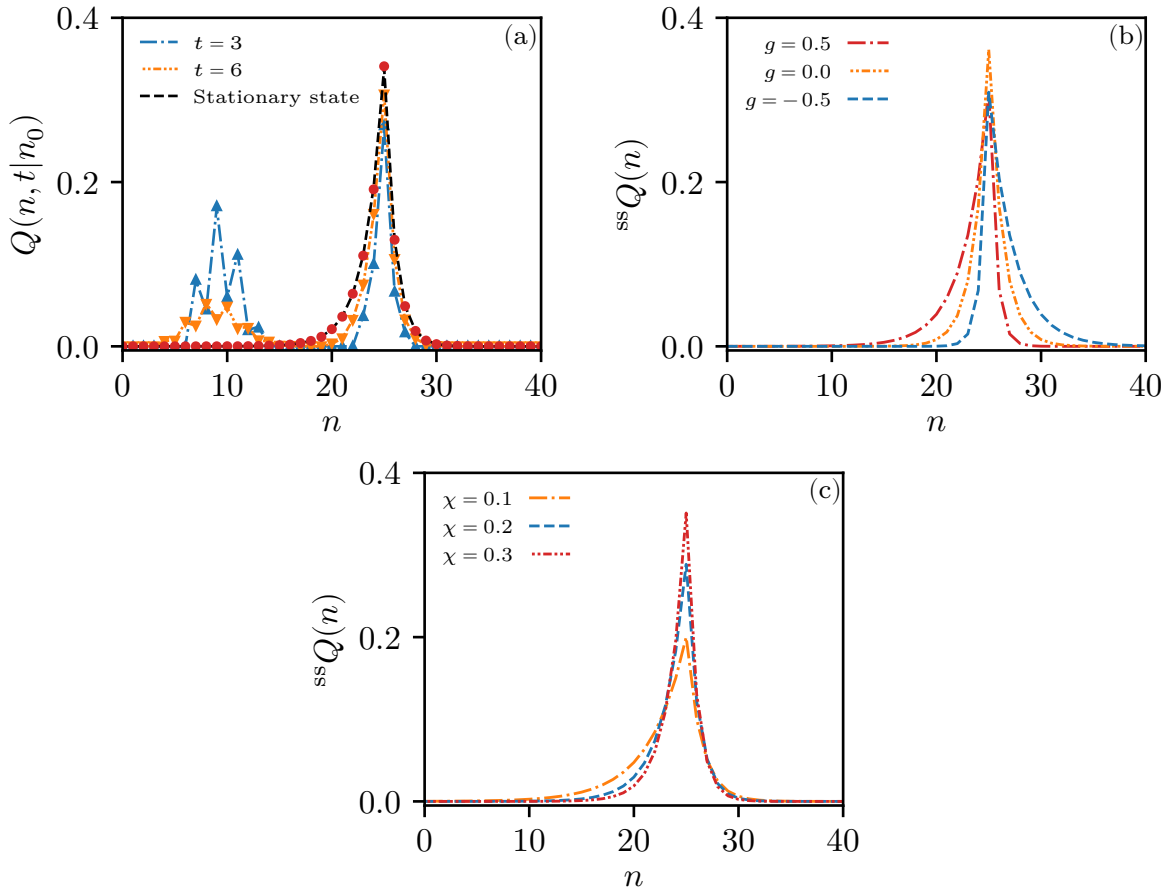 (a)
0.4
0.2
0.0
Q(n, t|n₀)
t = 3
t = 6
Stationary state
0 10 20 30 40
n
(b)
0.4
0.2
0.0
ˢˢQ(n)
g = 0.5
g = 0.0
g = −0.5
0 10 20 30 40
n
(c)
0.4
0.2
0.0
ˢˢQ(n)
χ = 0.1
χ = 0.2
χ = 0.3
0 10 20 30 40
n